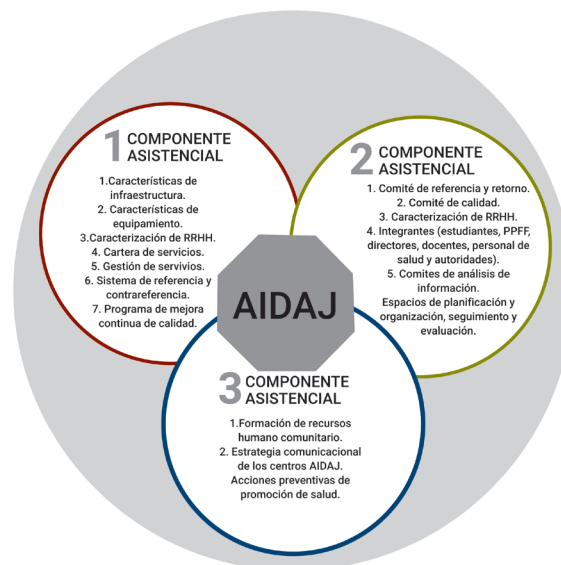 1 COMPONENTE
ASISTENCIAL
1.Características de
infraestructura.
2. Características de
equipamiento.
3.Caracterización de RRHH.
4. Cartera de servicios.
5. Gestión de servivios.
6. Sistema de referencia y
contrareferencia.
7. Programa de mejora
continua de calidad.
2 COMPONENTE
ASISTENCIAL
1. Comité de referencia y retorno.
2. Comité de calidad.
3. Caracterización de RRHH.
4. Integrantes (estudiantes, PPFF,
directores, docentes, personal de
salud y autoridades).
5. Comites de análisis de
información.
Espacios de planificación y
organización, seguimiento y
evaluación.
AIDAJ
3 COMPONENTE
ASISTENCIAL
1.Formación de recursos
humano comunitario.
2. Estrategia comunicacional
de los centros AIDAJ.
Acciones preventivas de
promoción de salud.